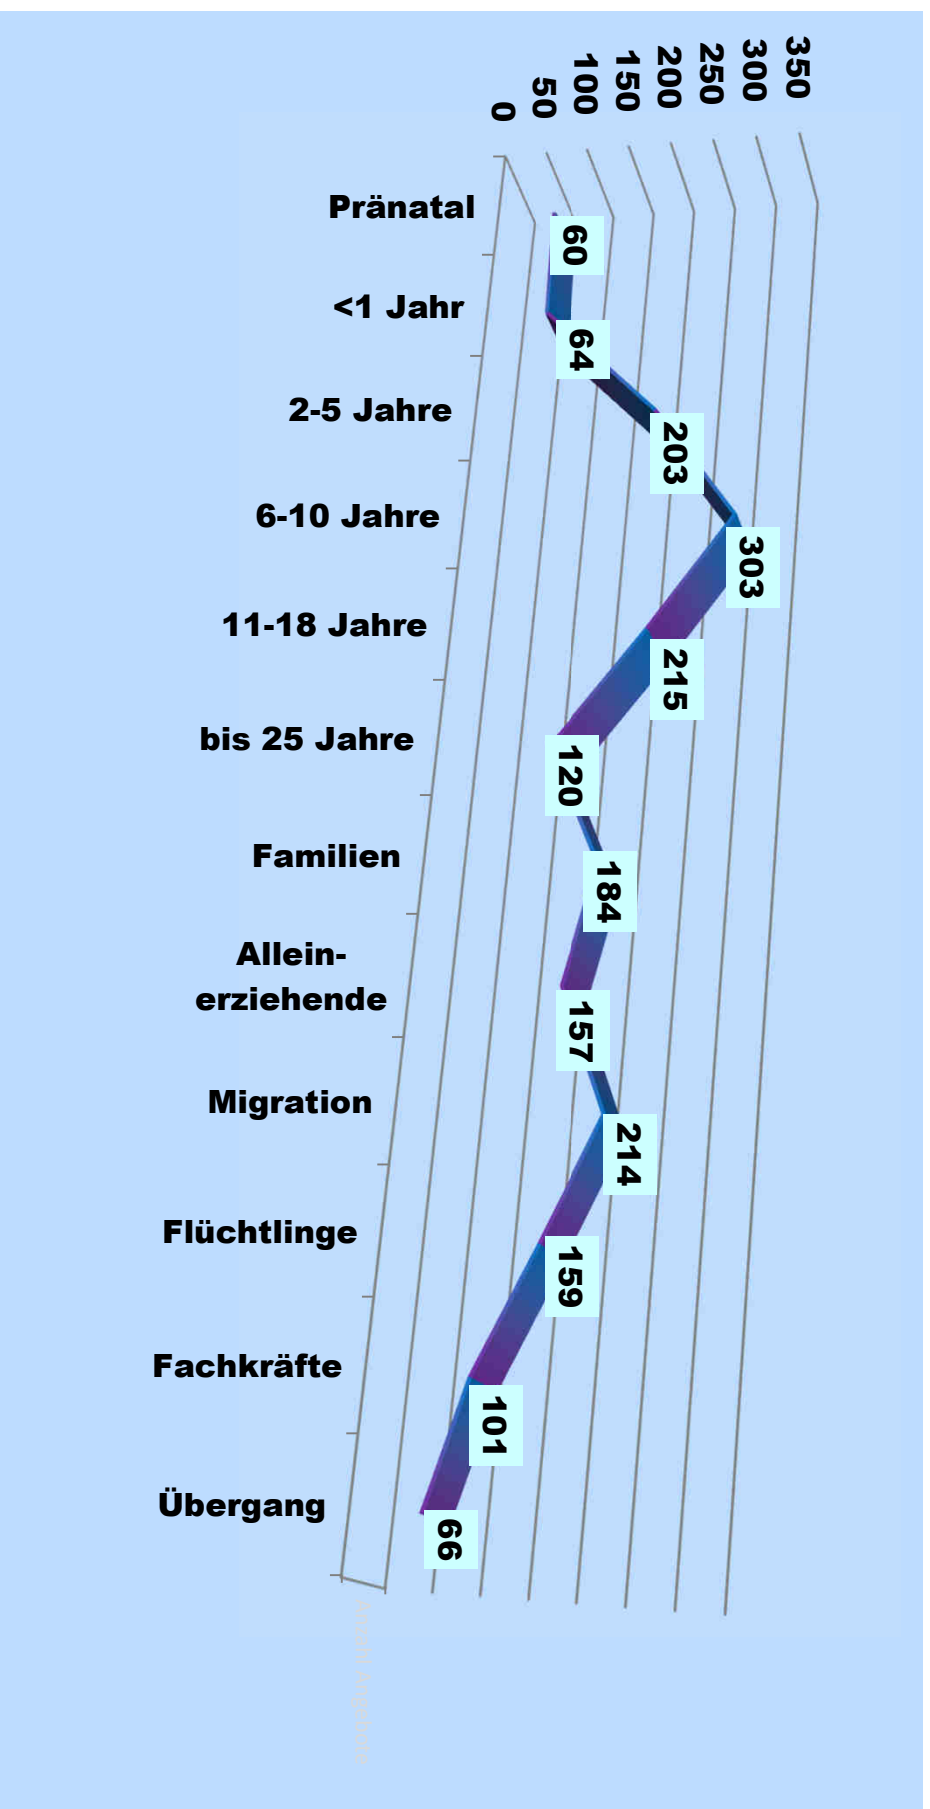 350
300
250
200
150
100
50
0
Pränatal
60
<1 Jahr
64
2-5 Jahre
203
6-10 Jahre
303
11-18 Jahre
215
bis 25 Jahre
120
Familien
184
Allein-
erziehende
157
Migration
214
Flüchtlinge
159
Fachkräfte
101
Übergang
66
Anzahl Angebote